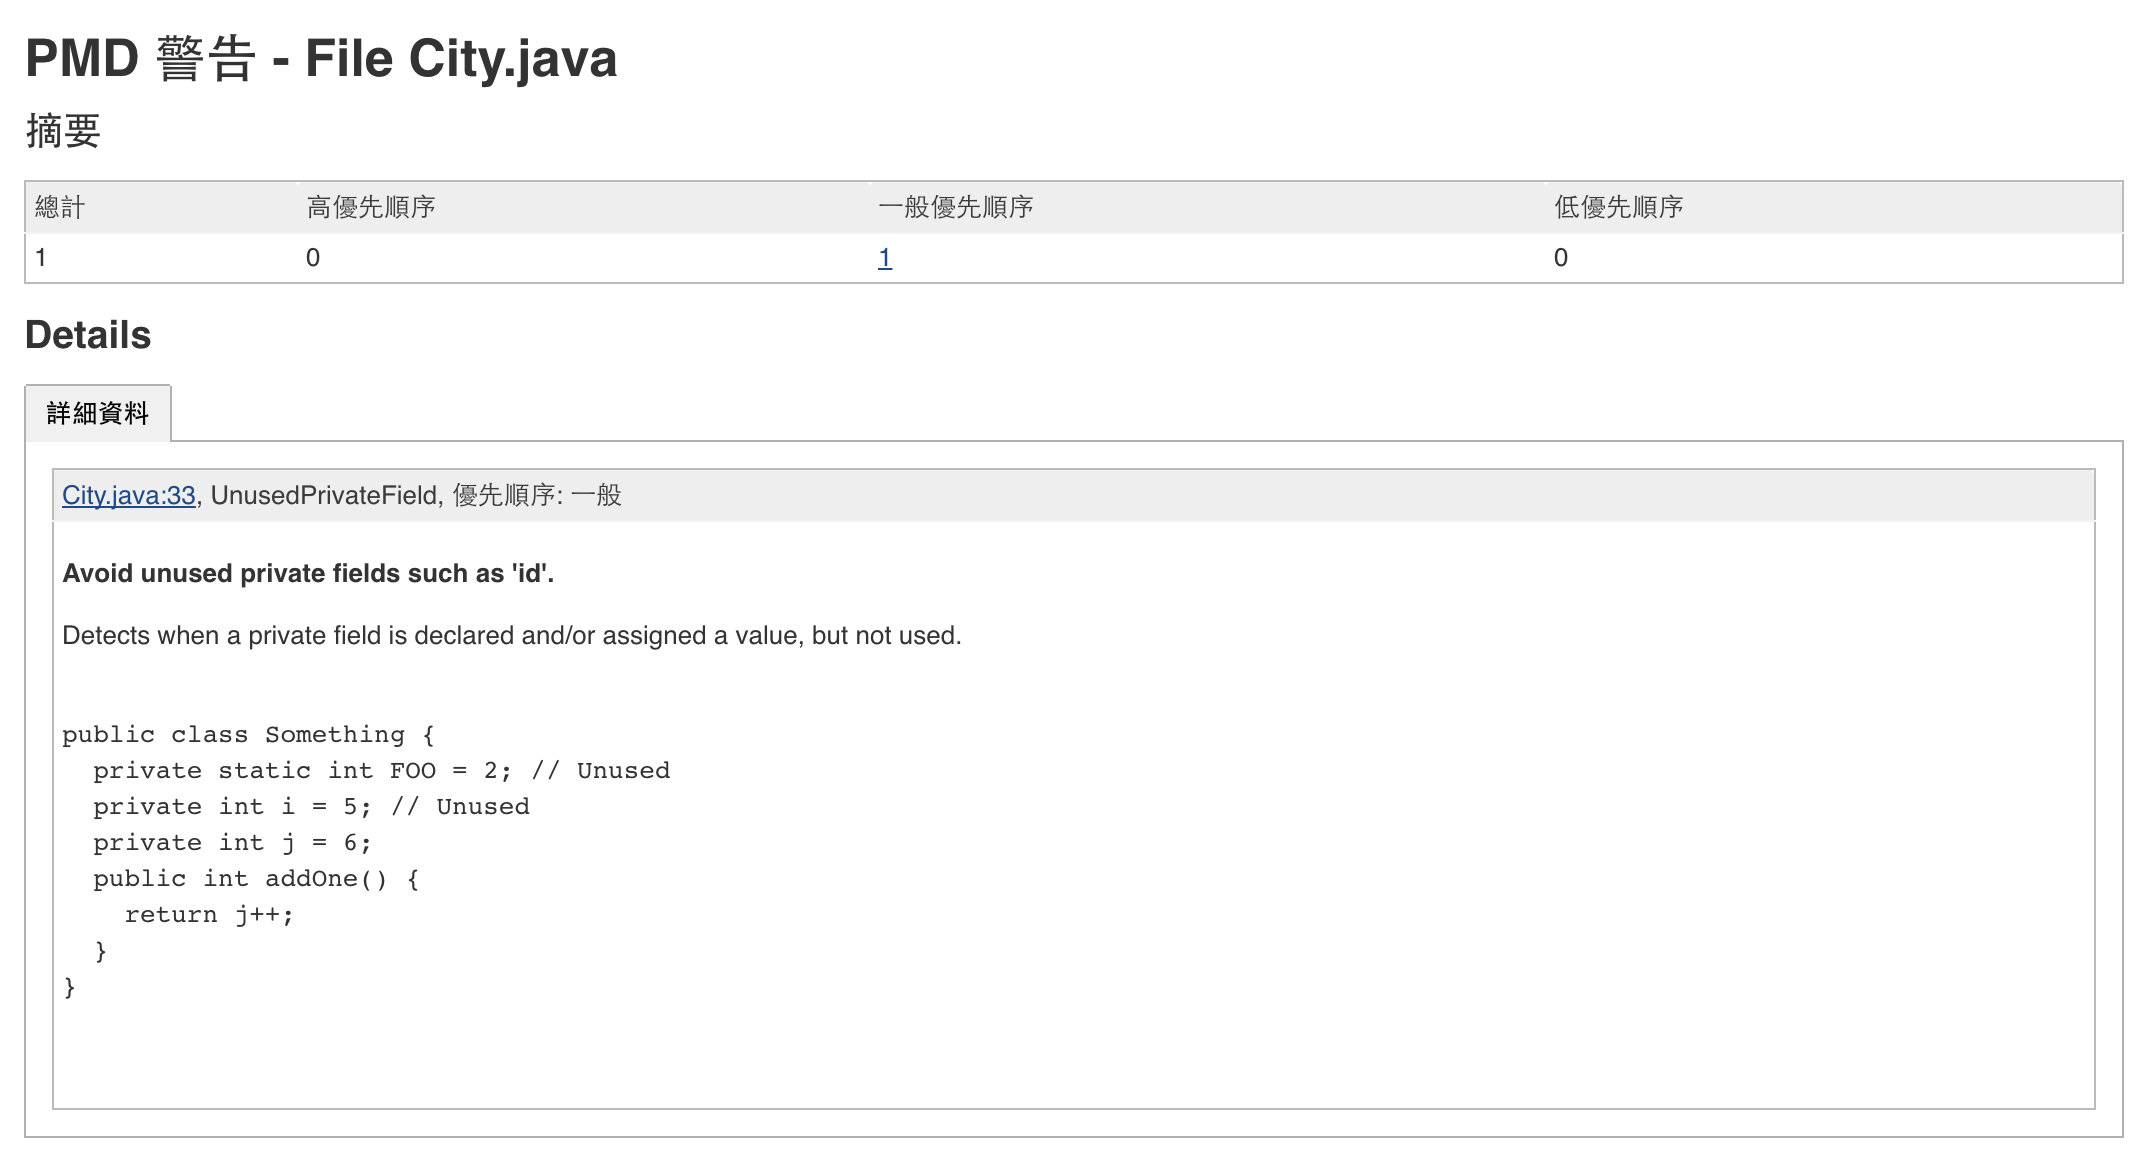 PMD 警告 - File City.java
摘要
總計 高優先順序 一般優先順序 低優先順序
1 0 1 0
Details
詳細資料
City.java:33, UnusedPrivateField, 優先順序: 一般
Avoid unused private fields such as 'id'.
Detects when a private field is declared and/or assigned a value, but not used.
public class Something {
  private static int FOO = 2; // Unused
  private int i = 5; // Unused
  private int j = 6;
  public int addOne() {
    return j++;
  }
}